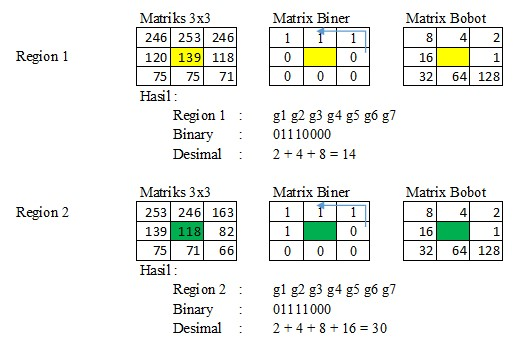 Matriks 3x3 Matrix Biner Matrix Bobot
246 253 246 1 1 1 8 4 2
Region 1 120 139 118 0 0 16 1
75 75 71 0 0 0 32 64 128
Hasil :
Region 1 : g1 g2 g3 g4 g5 g6 g7
Binary : 01110000
Desimal : 2 + 4 + 8 = 14
Matriks 3x3 Matrix Biner Matrix Bobot
Region 2 253 246 163 1 1 1 8 4 2
139 118 82 1 0 16 1
75 71 66 0 0 0 32 64 128
Hasil :
Region 2 : g1 g2 g3 g4 g5 g6 g7
Binary : 01111000
Desimal : 2 + 4 + 8 + 16 = 30